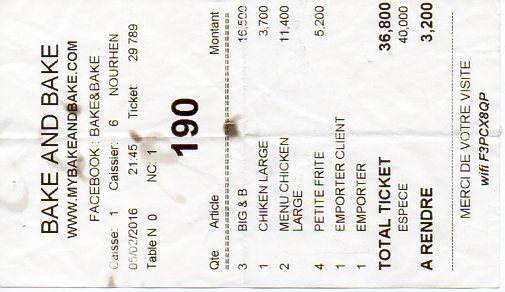 BAKE AND BAKE
WWW.MYBAKEANDBAKE.COM
FACEBOOK : BAKE&BAKE
Caisse: 1 Caissier: 6 NOURHEN
05/02/2016 21:45 Ticket: 29 789
Table N 0 NC: 1
190
Qte Article Montant
3 BIG & B 16,500
1 CHIKEN LARGE 3,700
2 MENU CHICKEN 11,400
LARGE
4 PETITE FRITE 5,200
1 EMPORTER CLIENT
1 EMPORTER
TOTAL TICKET 36,800
ESPECE 40,000
A RENDRE 3,200
MERCI DE VOTRE VISITE
wifi F3PCX8QP